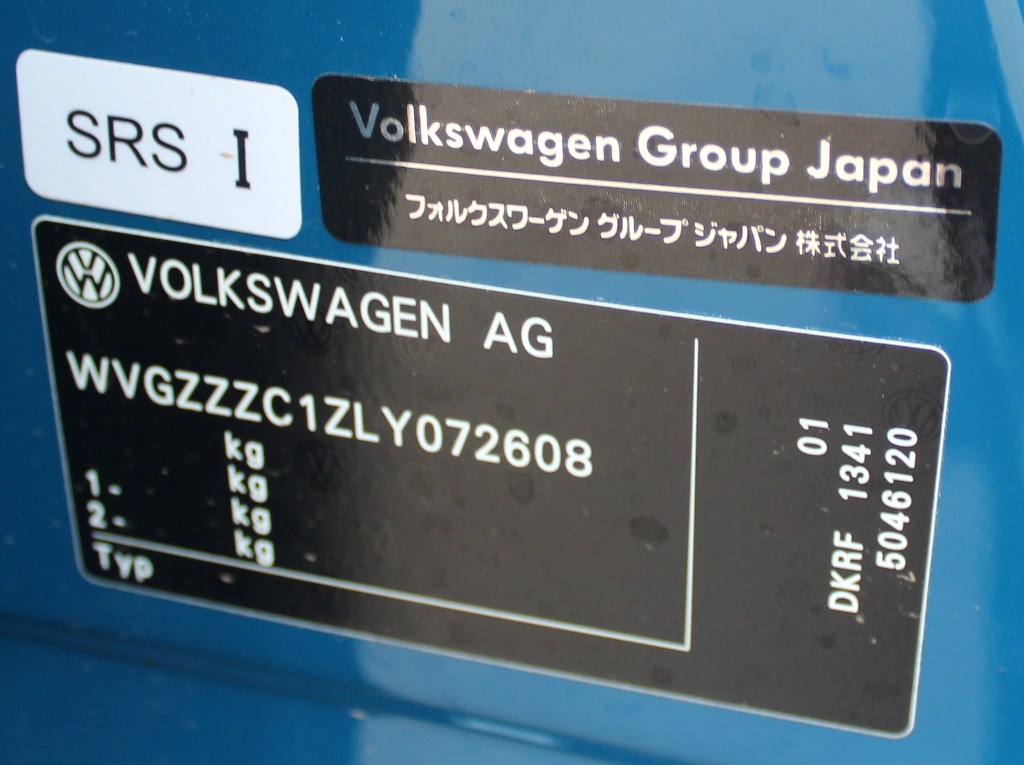 SRS I
Volkswagen Group Japan
フォルクスワーゲン グループ ジャパン 株式会社
VOLKSWAGEN AG
WVGZZZC1ZLY072608
kg
1- kg
2- kg
kg
Typ
01
DKRF 1341
5046120